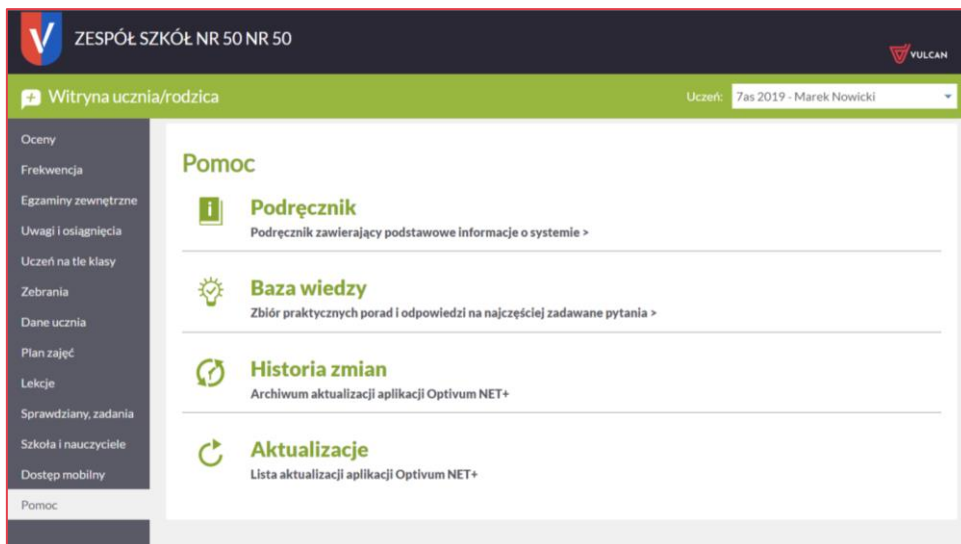 ZESPÓŁ SZKÓŁ NR 50 NR 50
VULCAN
Witryna ucznia/rodzica
Uczeń: 7as 2019 - Marek Nowicki
Oceny
Frekwencja
Egzaminy zewnętrzne
Uwagi i osiągnięcia
Uczeń na tle klasy
Zebrania
Dane ucznia
Plan zajęć
Lekcje
Sprawdziany, zadania
Szkoła i nauczyciele
Dostęp mobilny
Pomoc
Pomoc
Podręcznik
Podręcznik zawierający podstawowe informacje o systemie >
Baza wiedzy
Zbiór praktycznych porad i odpowiedzi na najczęściej zadawane pytania >
Historia zmian
Archiwum aktualizacji aplikacji Optivum NET+
Aktualizacje
Lista aktualizacji aplikacji Optivum NET+